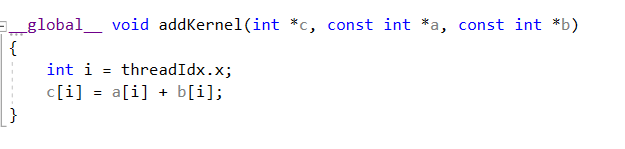 __global__ void addKernel(int *c, const int *a, const int *b)
{
    int i = threadIdx.x;
    c[i] = a[i] + b[i];
}